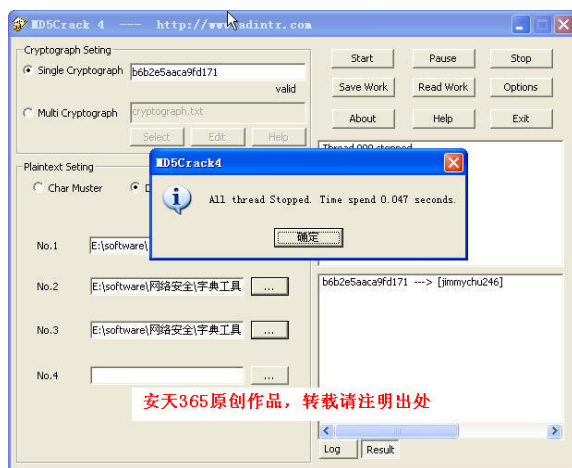 MD5Crack 4 --- http://www.adintr.com
Cryptograph Seting
Single Cryptograph b6b2e5aaca9fd171
valid
Multi Cryptograph cryptograph.txt
Select Edit Help
Start Pause Stop
Save Work Read Work Options
About Help Exit
Thread 000 stopped
Plaintext Seting
Char Muster
MD5Crack4
All thread Stopped. Time spend 0.047 seconds.
确定
No.1 E:\software\
No.2 E:\software\网络安全\字典工具 ...
No.3 E:\software\网络安全\字典工具 ...
No.4 ...
b6b2e5aaca9fd171 ---> [jimmychu246]
安天365原创作品，转载请注明出处
Log Result